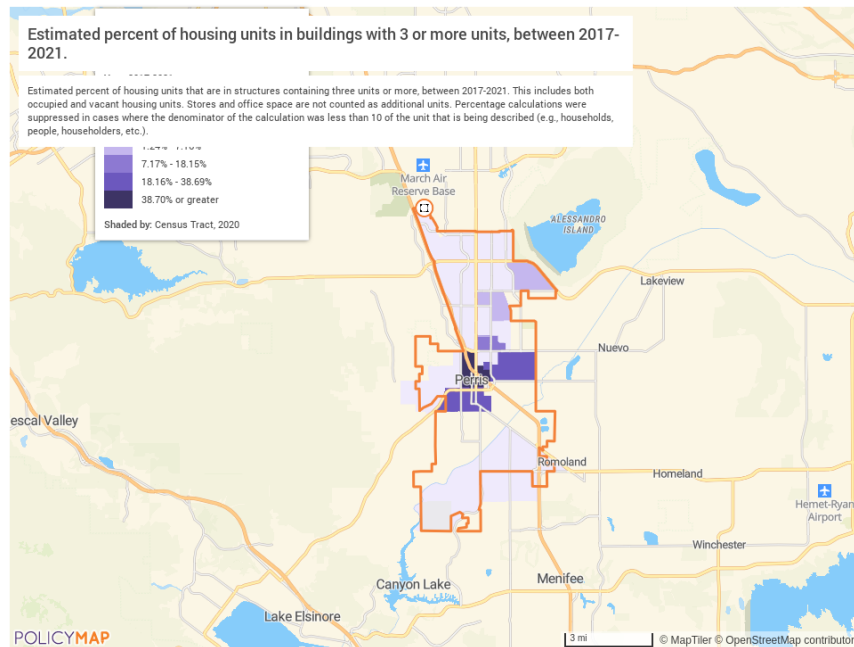 Estimated percent of housing units in buildings with 3 or more units, between 2017-
2021.
Estimated percent of housing units that are in structures containing three units or more, between 2017-2021. This includes both
occupied and vacant housing units. Stores and office space are not counted as additional units. Percentage calculations were
suppressed in cases where the denominator of the calculation was less than 10 of the unit that is being described (e.g., households,
people, householders, etc.).
7.17% - 18.15%
18.16% - 38.69%
38.70% or greater
Shaded by: Census Tract, 2020
March Air
Reserve Base
ALESSANDRO
ISLAND
Lakeview
Nuevo
Perris
escal Valley
Romoland
Homeland
Hemet-Ryan
Airport
Winchester
Canyon Lake
Menifee
Lake Elsinore
POLICYMAP
3 mi
© MapTiler © OpenStreetMap contributor